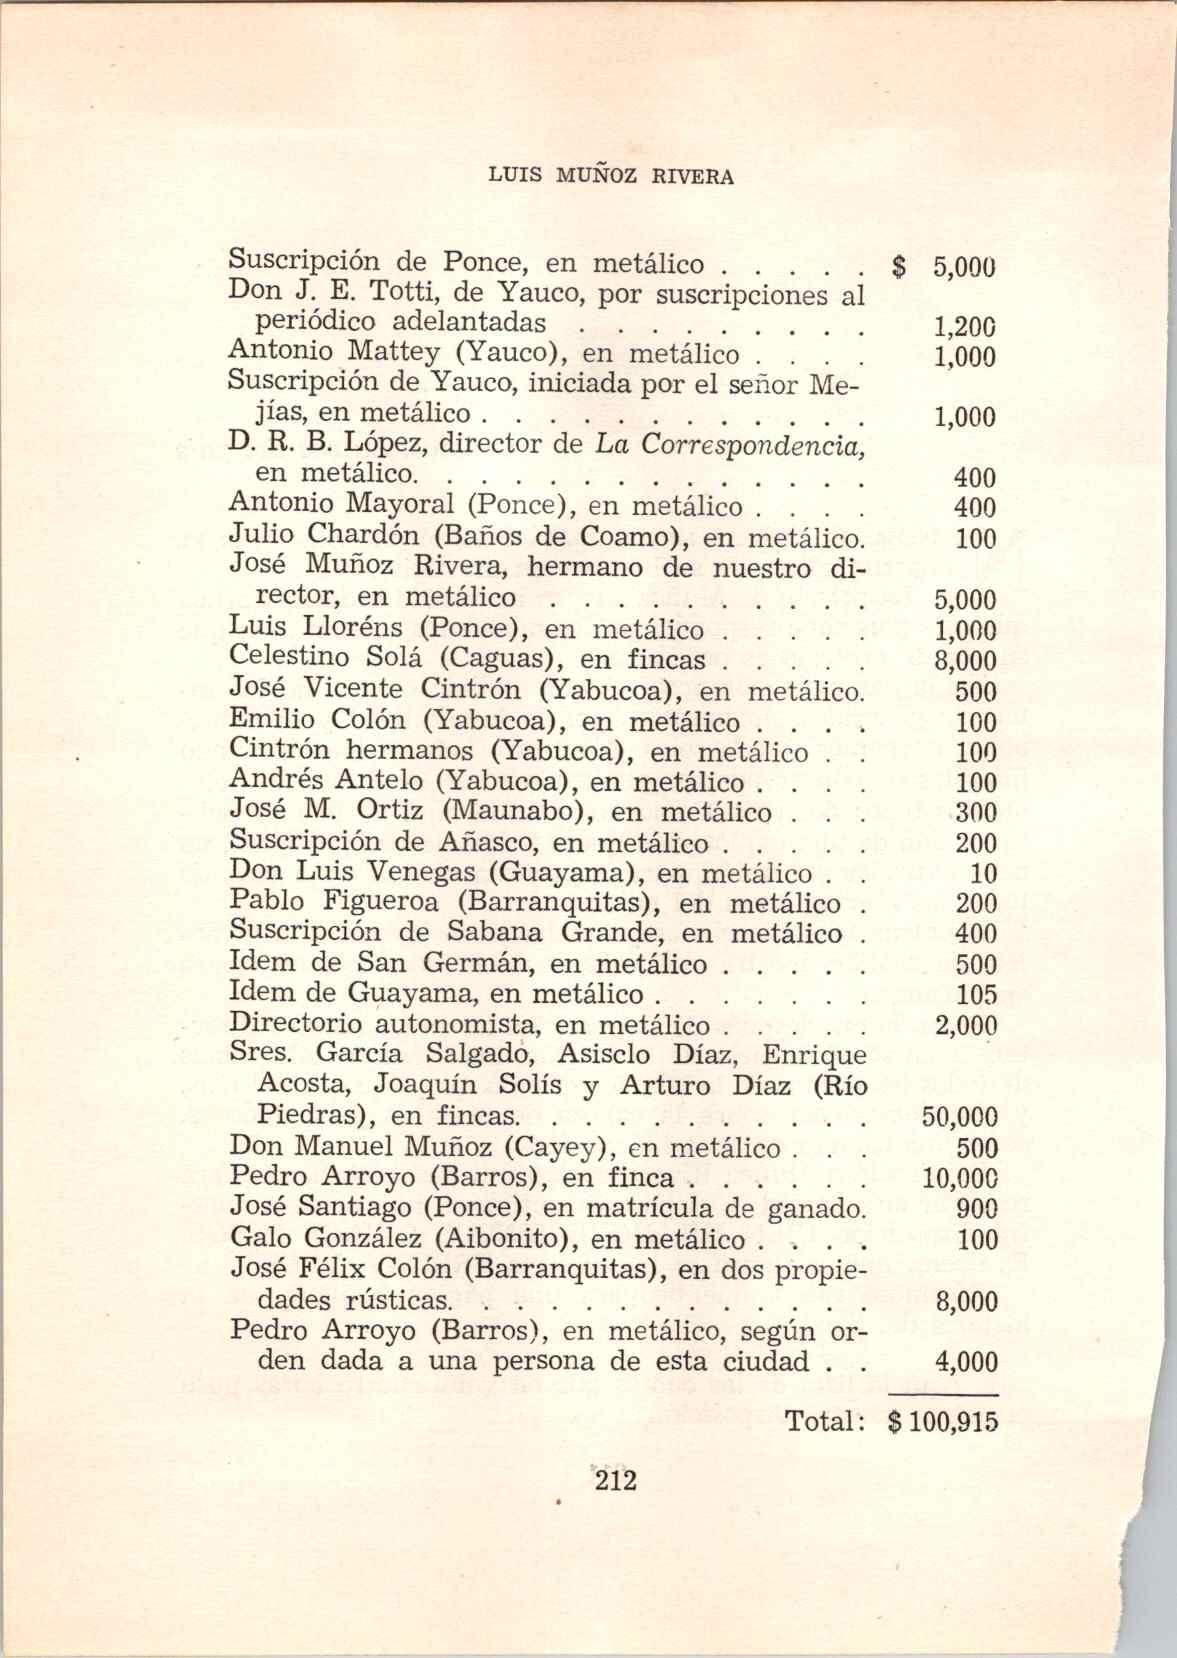 LUIS MUÑOZ RIVERA
Suscripción de Ponce, en metálico . . . . . $ 5,000
Don J. E. Totti, de Yauco, por suscripciones al
periódico adelantadas . . . . . . . . . 1,200
Antonio Mattey (Yauco), en metálico . . . . 1,000
Suscripción de Yauco, iniciada por el señor Me-
jías, en metálico . . . . . . . . . . . . 1,000
D. R. B. López, director de La Correspondencia,
en metálico. . . . . . . . . . . . . . 400
Antonio Mayoral (Ponce), en metálico . . . . 400
Julio Chardón (Baños de Coamo), en metálico. 100
José Muñoz Rivera, hermano de nuestro di-
rector, en metálico . . . . . . . . . . 5,000
Luis Lloréns (Ponce), en metálico . . . . . 1,000
Celestino Solá (Caguas), en fincas . . . . . 8,000
José Vicente Cintrón (Yabucoa), en metálico. 500
Emilio Colón (Yabucoa), en metálico . . . . 100
Cintrón hermanos (Yabucoa), en metálico . . 100
Andrés Antelo (Yabucoa), en metálico . . . . 100
José M. Ortiz (Maunabo), en metálico . . . 300
Suscripción de Añasco, en metálico . . . . . 200
Don Luis Venegas (Guayama), en metálico . . 10
Pablo Figueroa (Barranquitas), en metálico . 200
Suscripción de Sabana Grande, en metálico . 400
Idem de San Germán, en metálico . . . . . 500
Idem de Guayama, en metálico . . . . . . . 105
Directorio autonomista, en metálico . . . . . 2,000
Sres. García Salgado, Asisclo Díaz, Enrique
Acosta, Joaquín Solís y Arturo Díaz (Río
Piedras), en fincas. . . . . . . . . . . 50,000
Don Manuel Muñoz (Cayey), en metálico . . . 500
Pedro Arroyo (Barros), en finca . . . . . . 10,000
José Santiago (Ponce), en matrícula de ganado. 900
Galo González (Aibonito), en metálico . . . . 100
José Félix Colón (Barranquitas), en dos propie-
dades rústicas. . . . . . . . . . . . . 8,000
Pedro Arroyo (Barros), en metálico, según or-
den dada a una persona de esta ciudad . . 4,000
Total: $ 100,915
212